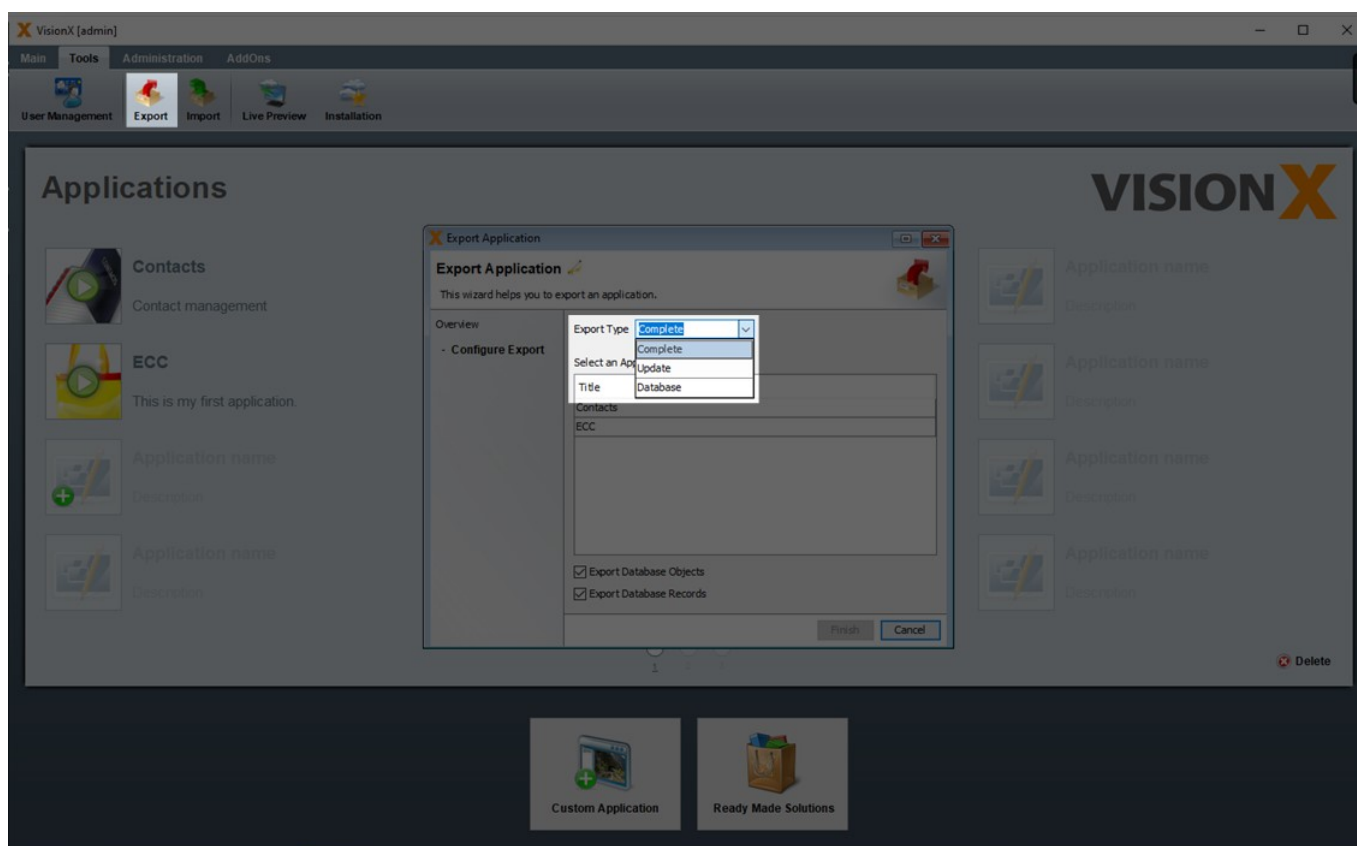 VisionX [admin]
Main Tools Administration AddOns
User Management Export Import Live Preview Installation
Applications
VISIONX
Contacts
Contact management
ECC
This is my first application.
Application name
Description
Application name
Description
Export Application
Export Application
This wizard helps you to export an application.
Overview
- Configure Export
Export Type Complete
Complete
Update
Database
Select an Ap
Title
Contacts
ECC
Export Database Objects
Export Database Records
Finish Cancel
Application name
Description
Application name
Description
Application name
Description
Application name
Description
1
Delete
Custom Application
Ready Made Solutions